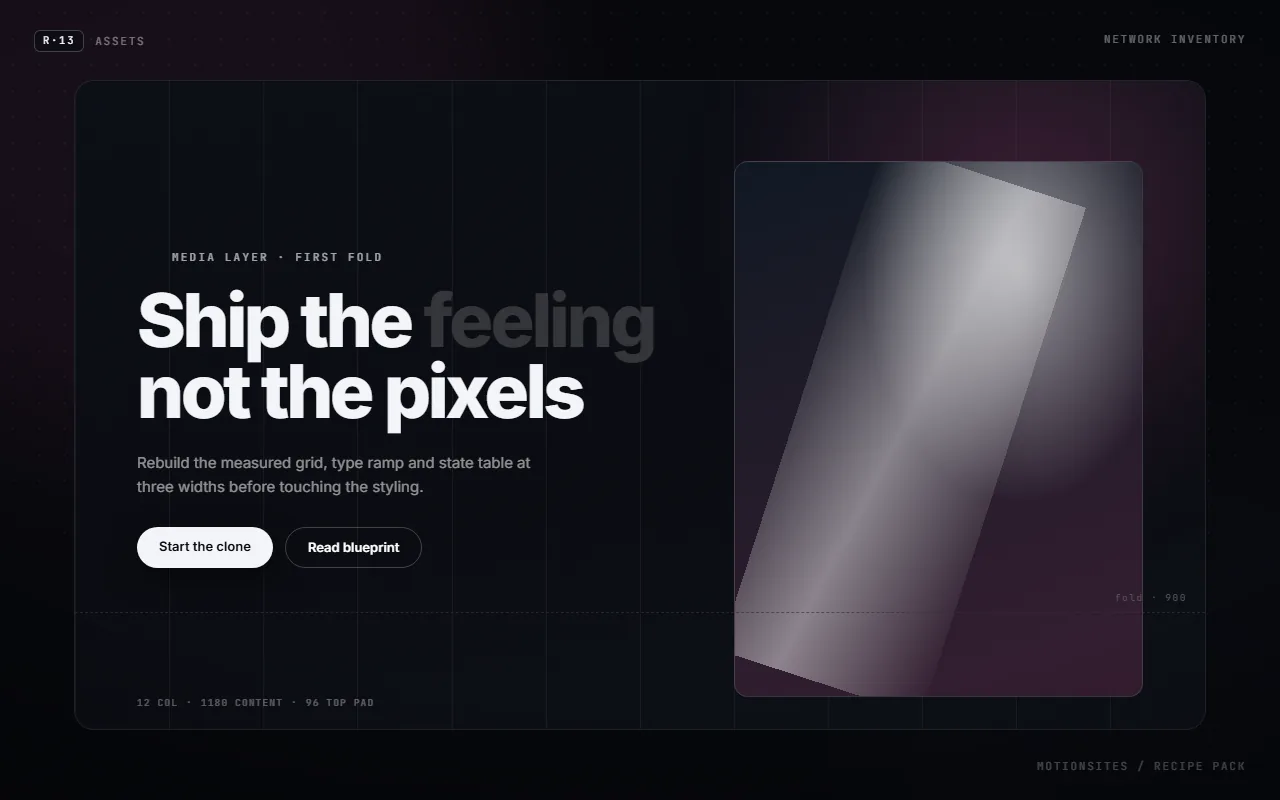 R·13 ASSETS
NETWORK INVENTORY
MEDIA LAYER · FIRST FOLD
Ship the feeling
not the pixels
Rebuild the measured grid, type ramp and state table at
three widths before touching the styling.
Start the clone
Read blueprint
Fold · 980
12 COL · 1180 CONTENT · 96 TOP PAD
MOTIONSITES / RECIPE PACK